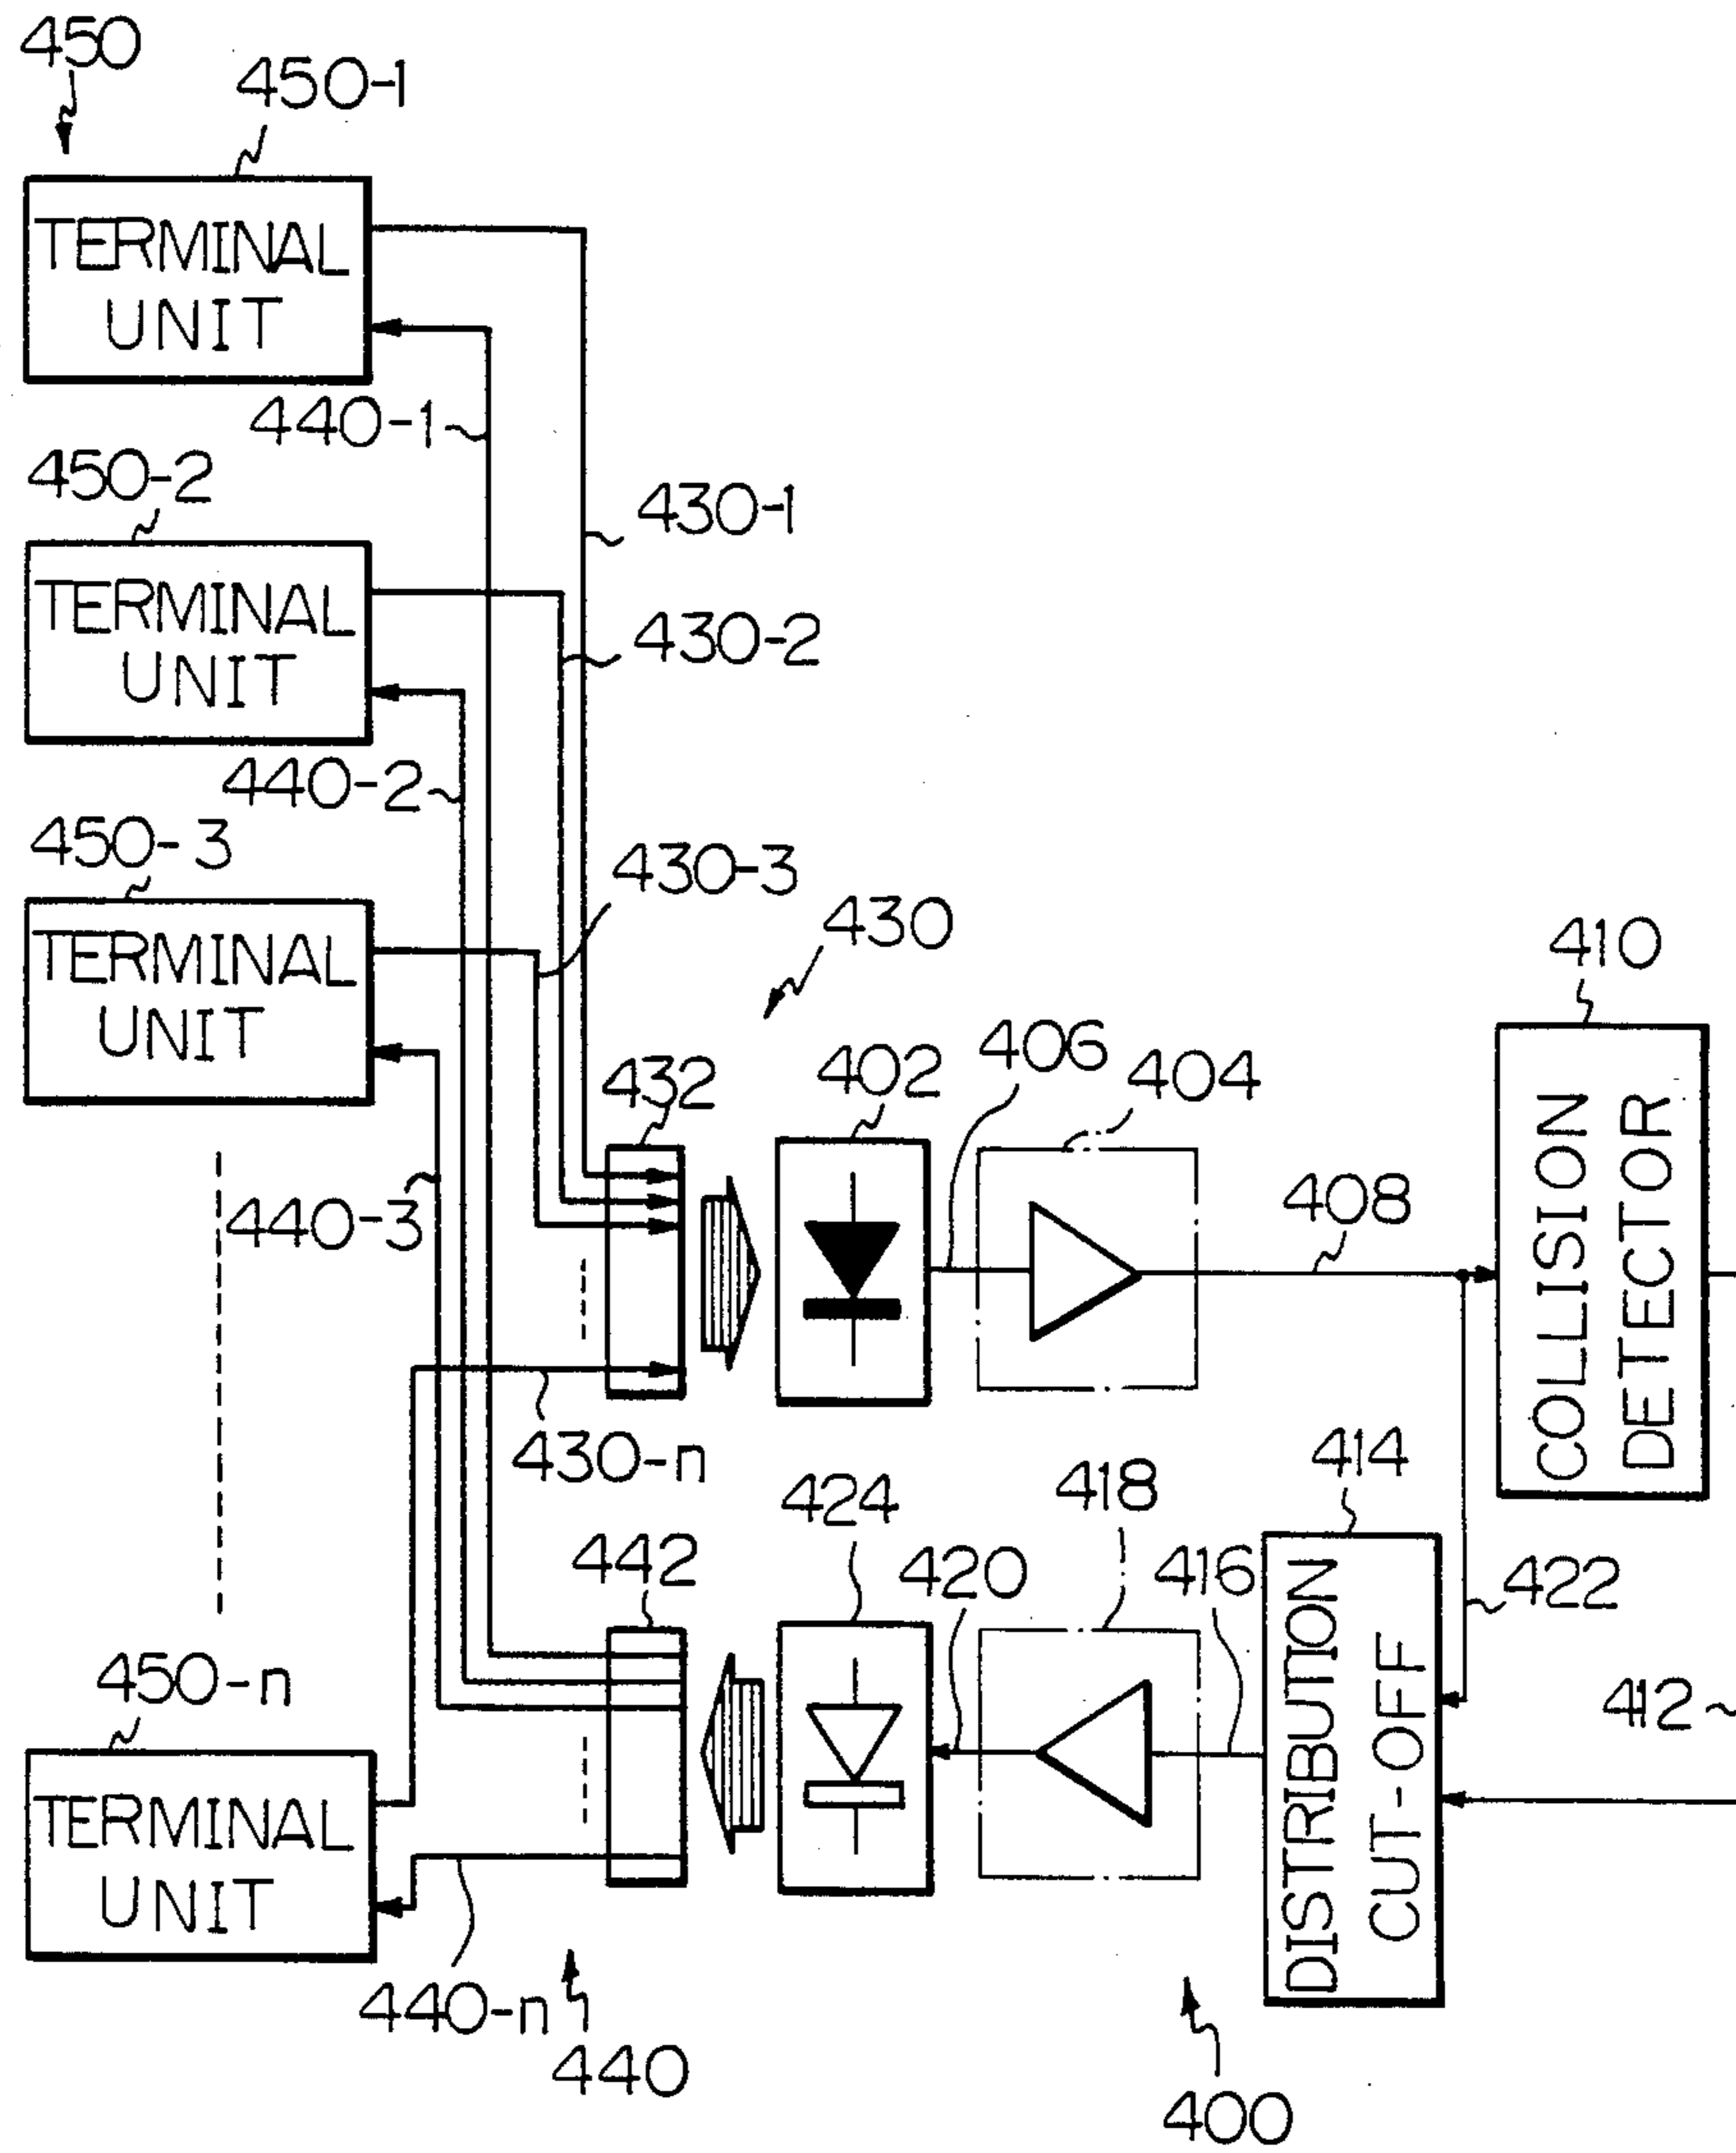 450
450-1
TERMINAL
UNIT
440-1
450-2
430-1
TERMINAL
UNIT
430-2
440-2
450-3
430-3
430
TERMINAL
UNIT
410
432
402
406
404
COLLISION
DETECTOR
440-3
408
430-n
424
418
414
442
420
416
422
DISTRIBUTION
CUT-OFF
412
450-n
TERMINAL
UNIT
440-n
440
400